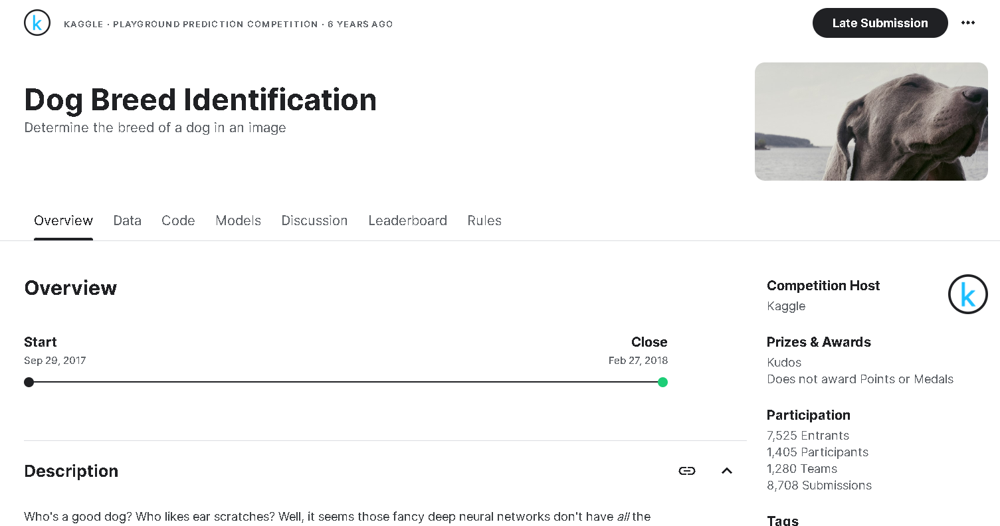 k KAGGLE · PLAYGROUND PREDICTION COMPETITION · 6 YEARS AGO
Late Submission
Dog Breed Identification
Determine the breed of a dog in an image
Overview Data Code Models Discussion Leaderboard Rules
Overview
Start
Sep 29, 2017
Close
Feb 27, 2018
Description
Who's a good dog? Who likes ear scratches? Well, it seems those fancy deep neural networks don't have all the
Competition Host
Kaggle
k
Prizes & Awards
Kudos
Does not award Points or Medals
Participation
7,525 Entrants
1,405 Participants
1,280 Teams
8,708 Submissions
Tags